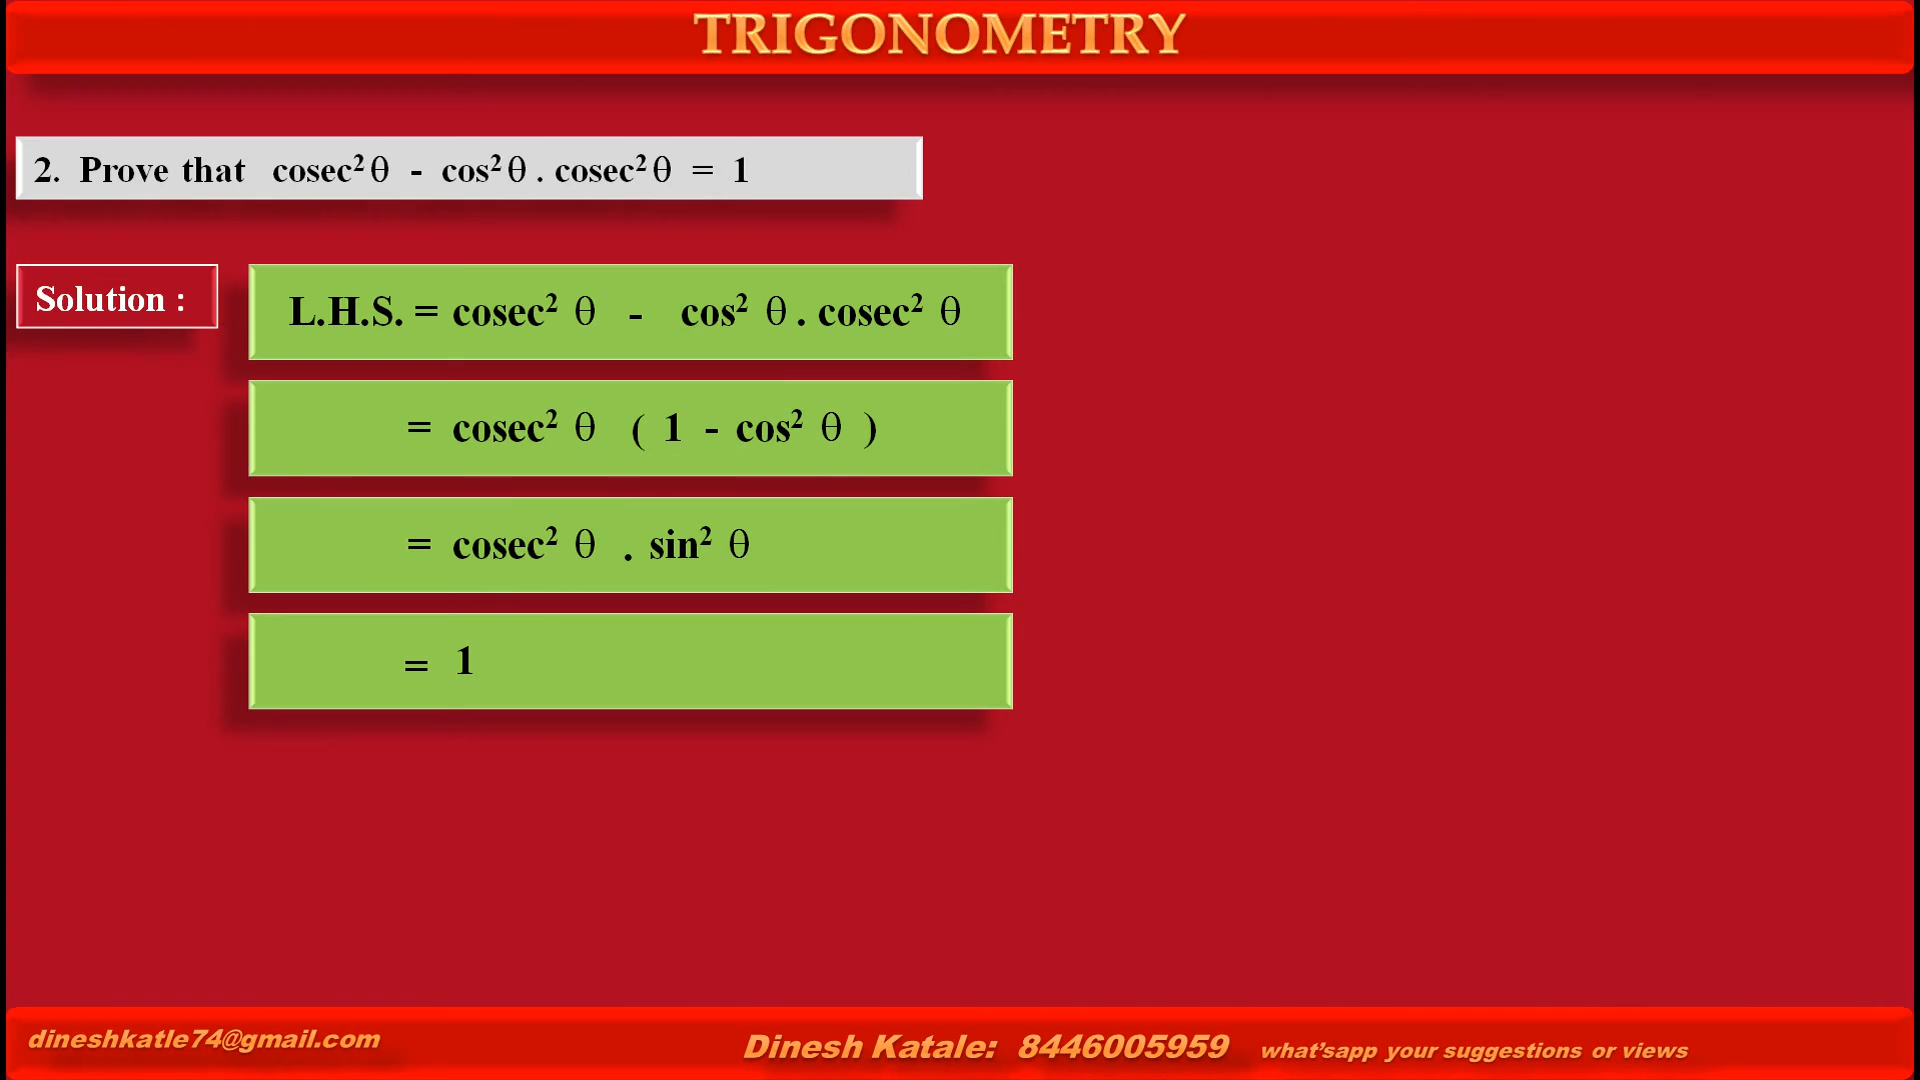 TRIGONOMETRY
2. Prove that cosec²θ - cos²θ . cosec²θ = 1
Solution :
L.H.S. = cosec² θ - cos² θ . cosec² θ
= cosec² θ ( 1 - cos² θ )
= cosec² θ . sin² θ
= 1
dineshkatle74@gmail.com
Dinesh Katale: 8446005959 what'sapp your suggestions or views